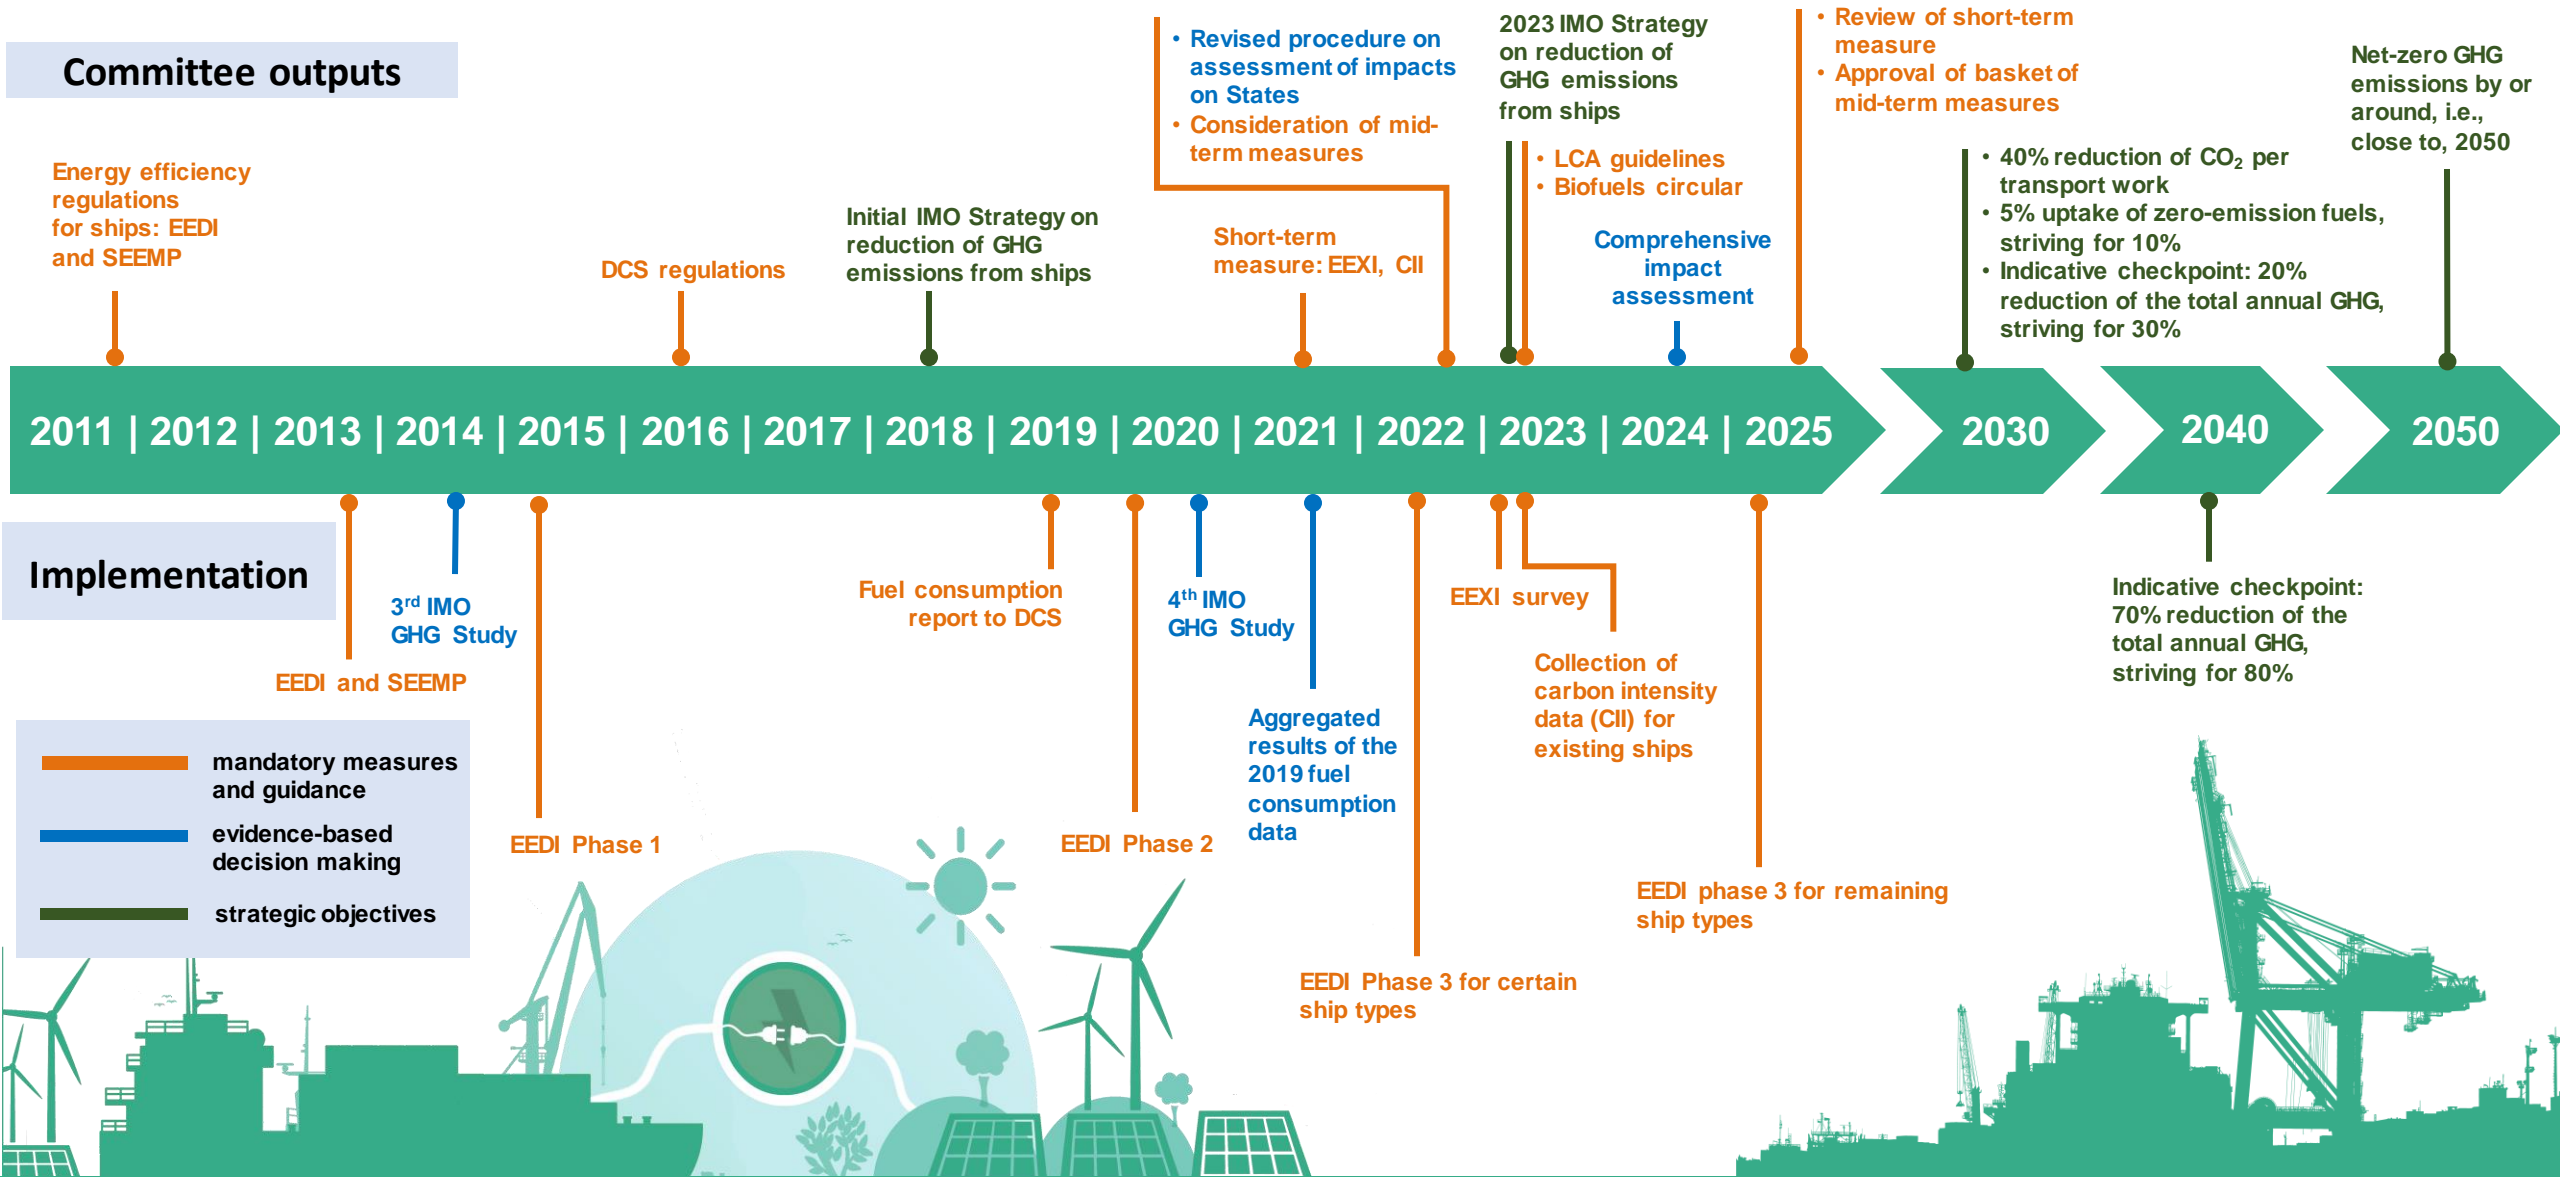 Committee outputs
Energy efficiency
regulations
for ships: EEDI
and SEEMP
DCS regulations
Initial IMO Strategy on
reduction of GHG
emissions from ships
• Revised procedure on
assessment of impacts
on States
• Consideration of mid-
term measures
Short-term
measure: EEXI, CII
2023 IMO Strategy
on reduction of
GHG emissions
from ships
• LCA guidelines
• Biofuels circular
Comprehensive
impact
assessment
• Review of short-term
measure
• Approval of basket of
mid-term measures
• 40% reduction of CO₂ per
transport work
• 5% uptake of zero-emission fuels,
striving for 10%
• Indicative checkpoint: 20%
reduction of the total annual GHG,
striving for 30%
Net-zero GHG
emissions by or
around, i.e.,
close to, 2050
2011 | 2012 | 2013 | 2014 | 2015 | 2016 | 2017 | 2018 | 2019 | 2020 | 2021 | 2022 | 2023 | 2024 | 2025
2030
2040
2050
Implementation
EEDI and SEEMP
3rd IMO
GHG Study
EEDI Phase 1
Fuel consumption
report to DCS
EEDI Phase 2
4th IMO
GHG Study
Aggregated
results of the
2019 fuel
consumption
data
EEDI Phase 3 for certain
ship types
EEXI survey
Collection of
carbon intensity
data (CII) for
existing ships
EEDI phase 3 for remaining
ship types
Indicative checkpoint:
70% reduction of the
total annual GHG,
striving for 80%
mandatory measures
and guidance
evidence-based
decision making
strategic objectives